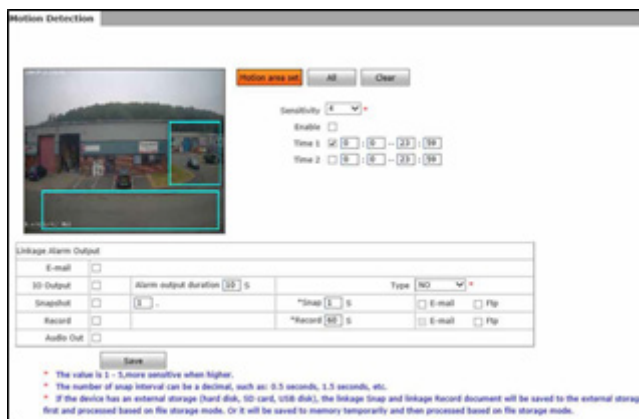 Motion Detection
Motion area set All Clear
Sensitivity 4 *
Enable
Time 1 0 : 0 -- 23 : 59
Time 2 0 : 0 -- 23 : 59
Linkage Alarm Output
E-mail
IO Output Alarm output duration 10 S Type NO *
Snapshot 1 . *Snap 1 S E-mail Ftp
Record *Record 60 S E-mail Ftp
Audio Out
Save
* The value is 1 - 5,more sensitive when higher.
* The number of snap interval can be a decimal, such as: 0.5 seconds, 1.5 seconds, etc.
* If the device has an external storage (hard disk, SD card, USB disk), the linkage Snap and linkage Record document will be saved to the external storage
first and processed based on file storage mode. Or it will be saved to memory temporarily and then processed based on file storage mode.